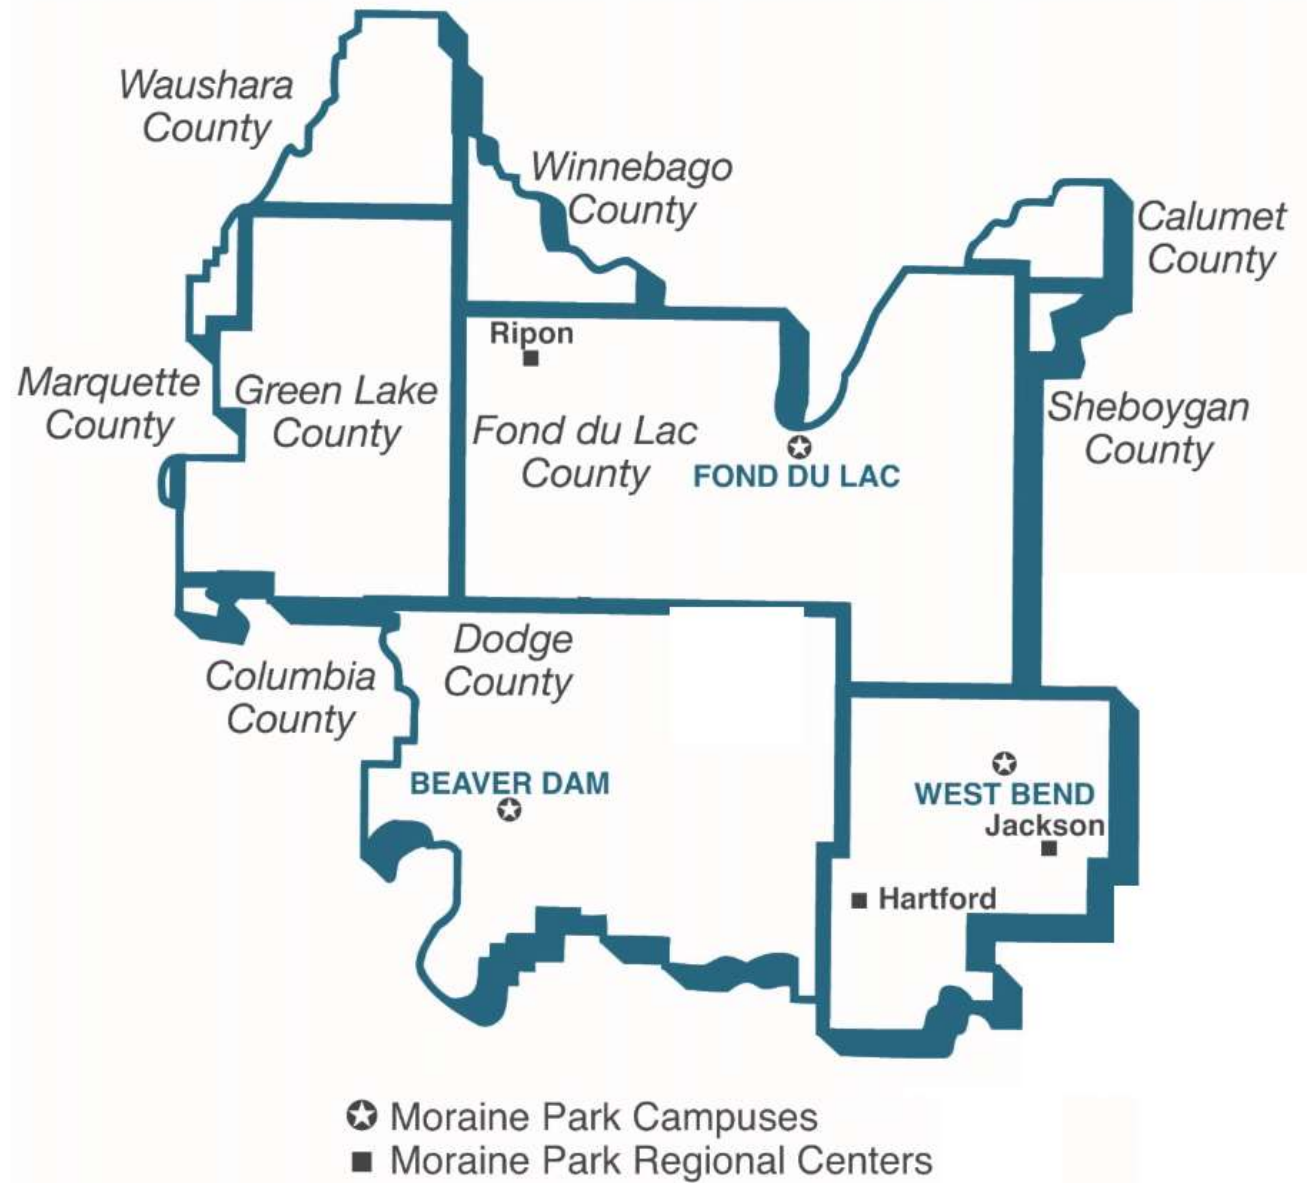 Waushara
County
Winnebago
County
Calumet
County
Ripon
Marquette
County
Green Lake
County
Fond du Lac
County
FOND DU LAC
Sheboygan
County
Dodge
County
Columbia
County
BEAVER DAM
WEST BEND
Jackson
Hartford
Moraine Park Campuses
Moraine Park Regional Centers